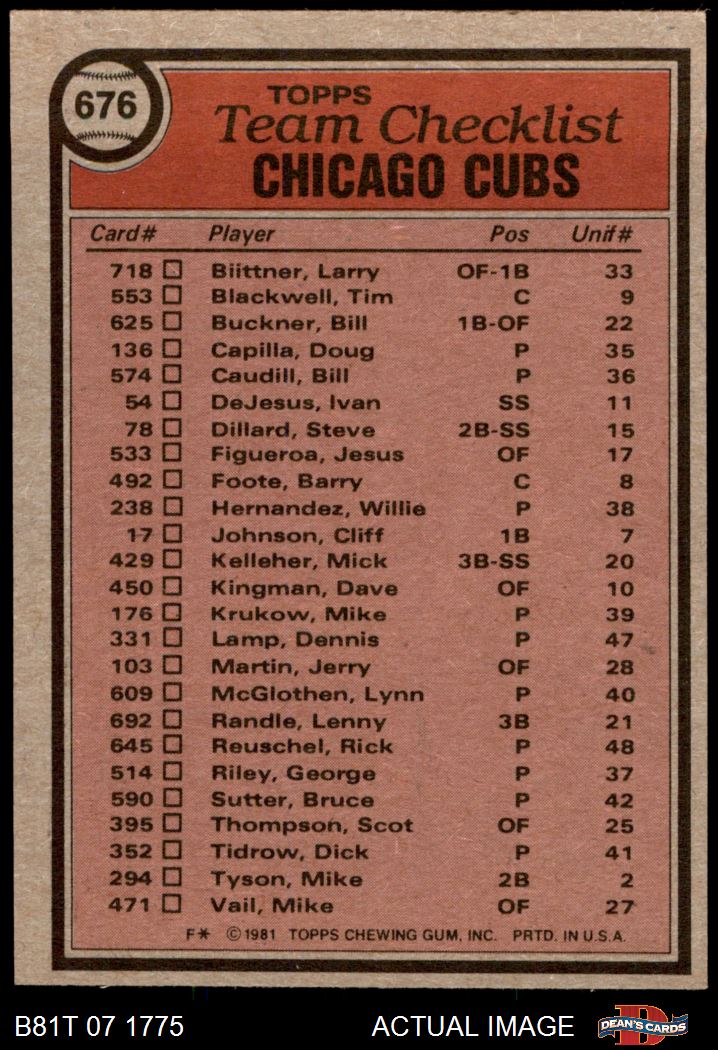 676
TOPPS
Team Checklist
CHICAGO CUBS
Card# Player Pos Unif#
718 Biittner, Larry OF-1B 33
553 Blackwell, Tim C 9
625 Buckner, Bill 1B-OF 22
136 Capilla, Doug P 35
574 Caudill, Bill P 36
54 DeJesus, Ivan SS 11
78 Dillard, Steve 2B-SS 15
533 Figueroa, Jesus OF 17
492 Foote, Barry C 8
238 Hernandez, Willie P 38
17 Johnson, Cliff 1B 7
429 Kelleher, Mick 3B-SS 20
450 Kingman, Dave OF 10
176 Krukow, Mike P 39
331 Lamp, Dennis P 47
103 Martin, Jerry OF 28
609 McGlothen, Lynn P 40
692 Randle, Lenny 3B 21
645 Reuschel, Rick P 48
514 Riley, George P 37
590 Sutter, Bruce P 42
395 Thompson, Scot OF 25
352 Tidrow, Dick P 41
294 Tyson, Mike 2B 2
471 Vail, Mike OF 27
F* ©1981 TOPPS CHEWING GUM, INC. PRTD. IN U.S.A.
B81T 07 1775 ACTUAL IMAGE DEAN'S CARDS